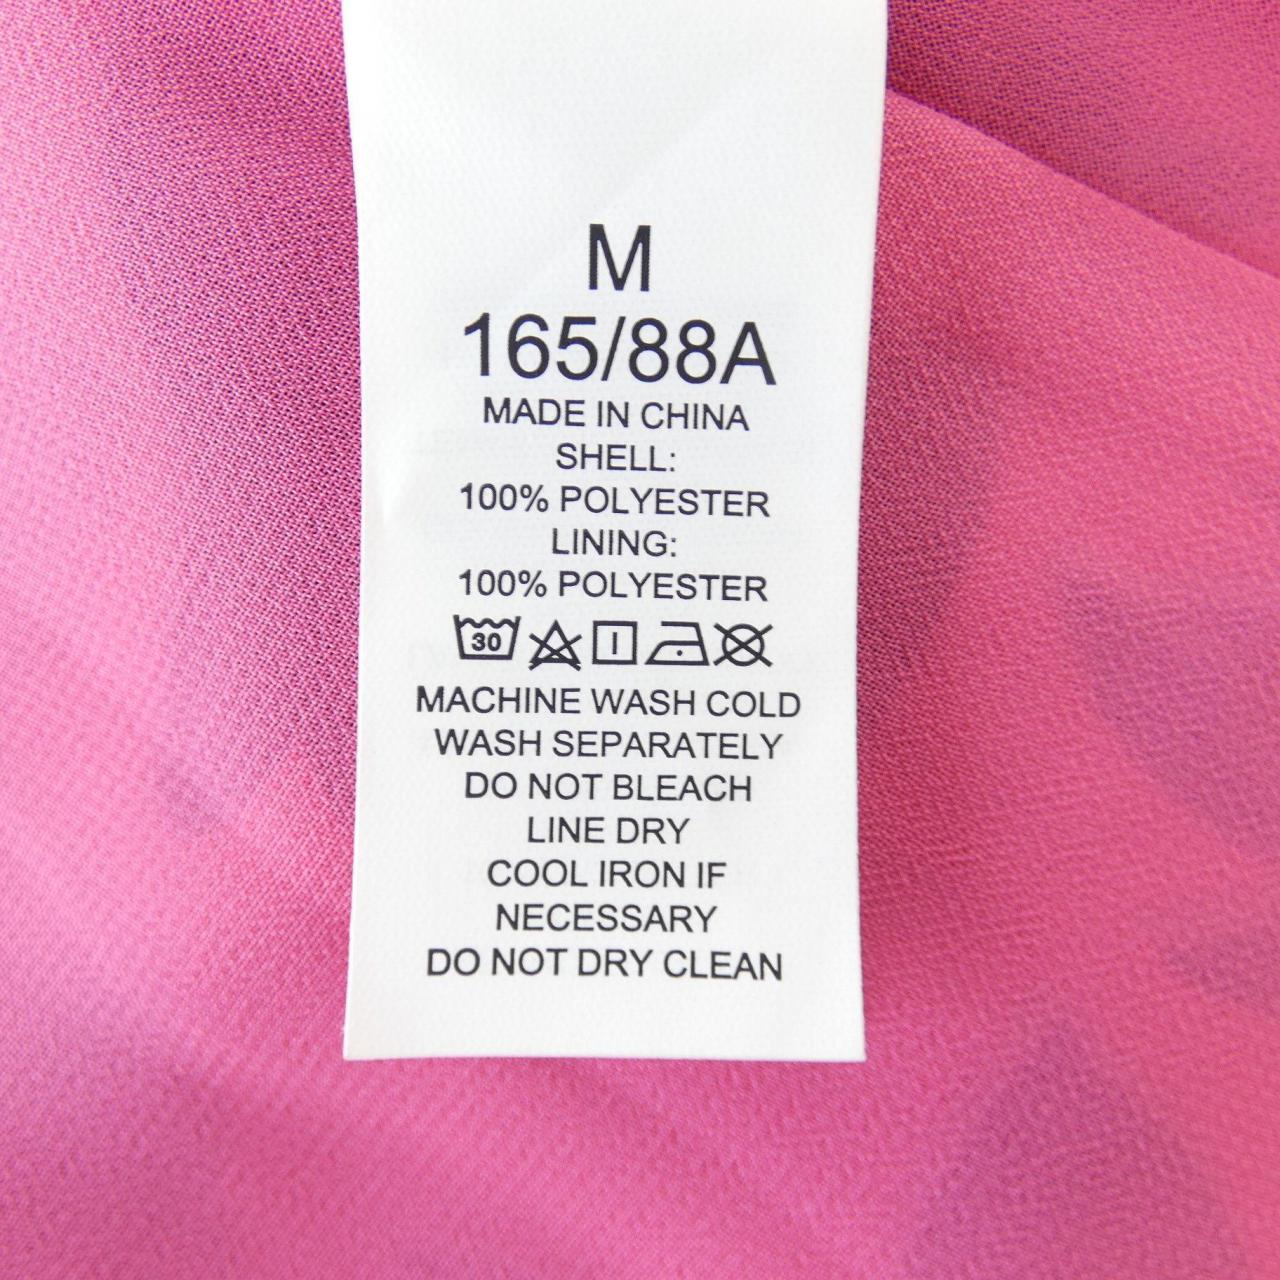 M
165/88A
MADE IN CHINA
SHELL:
100% POLYESTER
LINING:
100% POLYESTER
30
MACHINE WASH COLD
WASH SEPARATELY
DO NOT BLEACH
LINE DRY
COOL IRON IF
NECESSARY
DO NOT DRY CLEAN